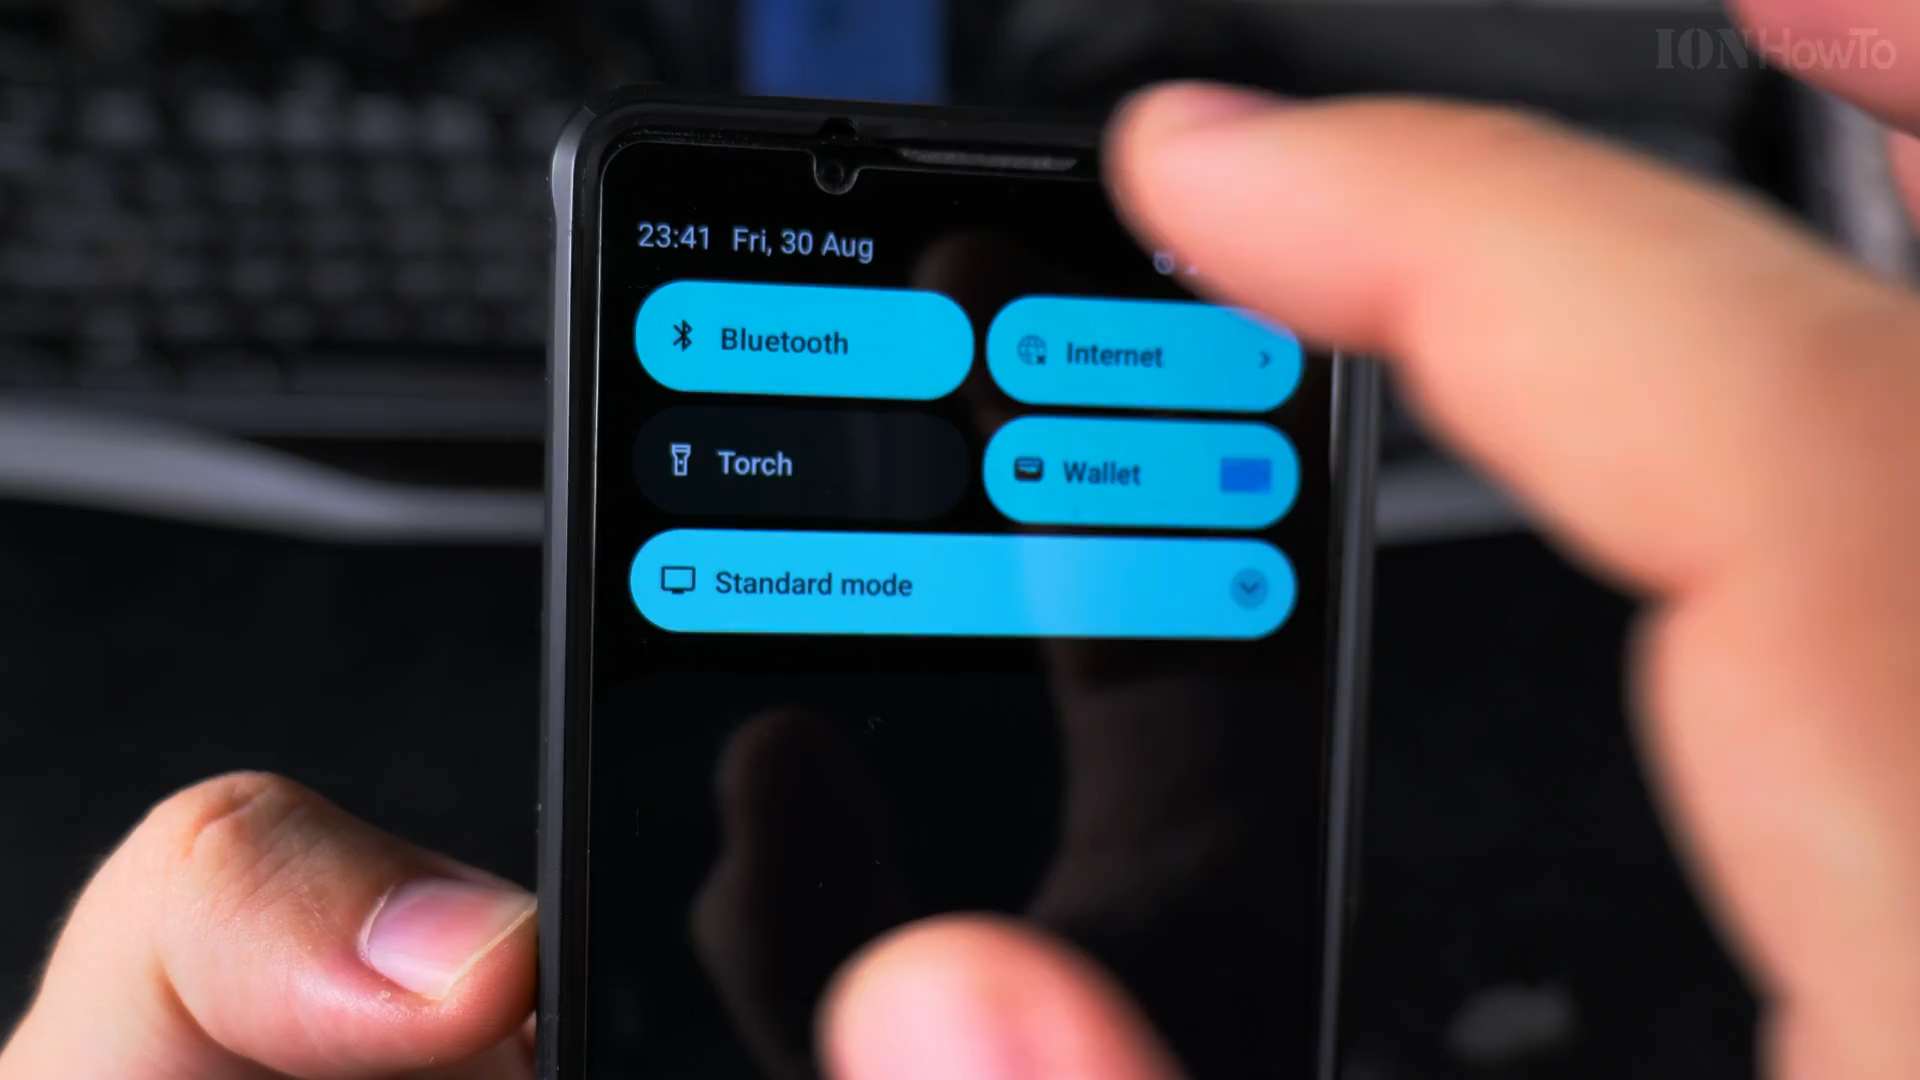 IONHowTo
23:41 Fri, 30 Aug
Bluetooth
Internet
Torch
Wallet
Standard mode